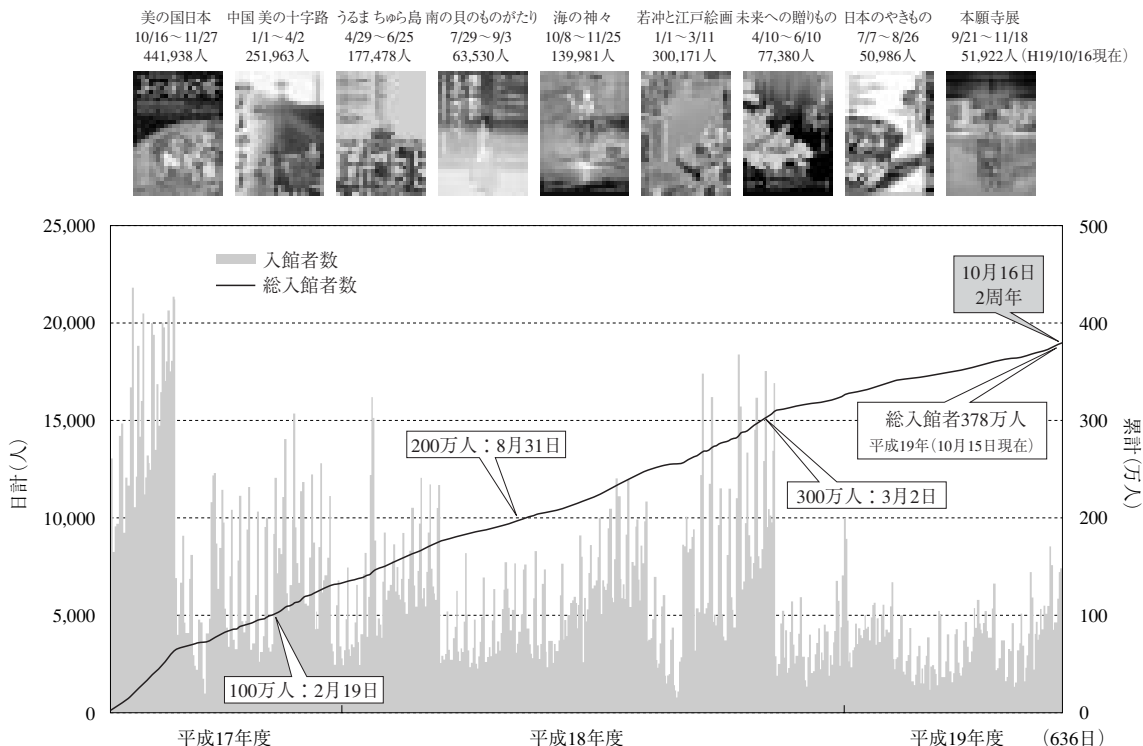 美の国日本
10/16～11/27
441,938人
中国 美の十字路
1/1～4/2
251,963人
うるま ちゅら島
4/29～6/25
177,478人
南の貝のものがたり
7/29～9/3
63,530人
海の神々
10/8～11/25
139,981人
若冲と江戸絵画
1/1～3/11
300,171人
未来への贈りもの
4/10～6/10
77,380人
日本のやきもの
7/7～8/26
50,986人
本願寺展
9/21～11/18
51,922人(H19/10/16現在)
25,000
20,000
15,000
10,000
5,000
0
日計(人)
500
400
300
200
100
0
累計(万人)
入館者数
総入館者数
10月16日
2周年
総入館者378万人
平成19年(10月15日現在)
200万人：8月31日
300万人：3月2日
100万人：2月19日
平成17年度
平成18年度
平成19年度
(636日)